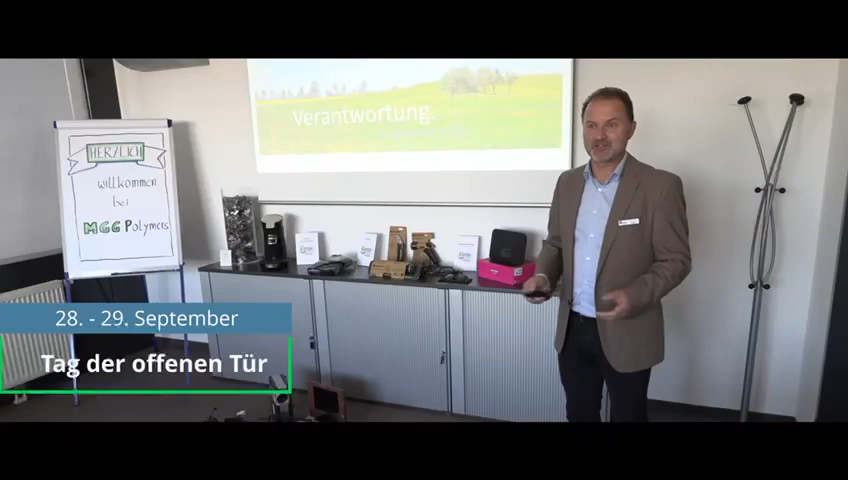 Verantwortung.
HERZLICH
willkommen
bei
MGG Polymers
28. - 29. September
Tag der offenen Tür